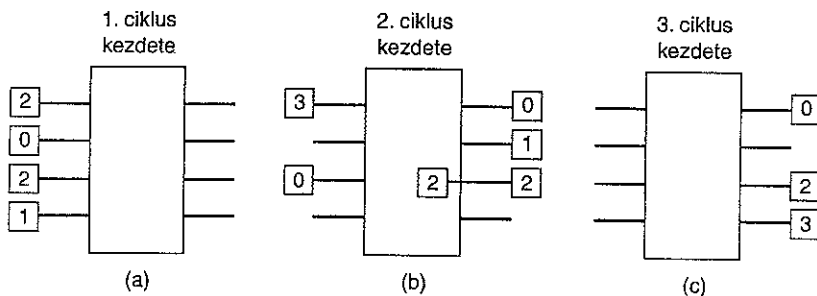 1. ciklus
kezdete
2
0
2
1
(a)
2. ciklus
kezdete
3
0
0
1
2
2
(b)
3. ciklus
kezdete
0
2
3
(c)